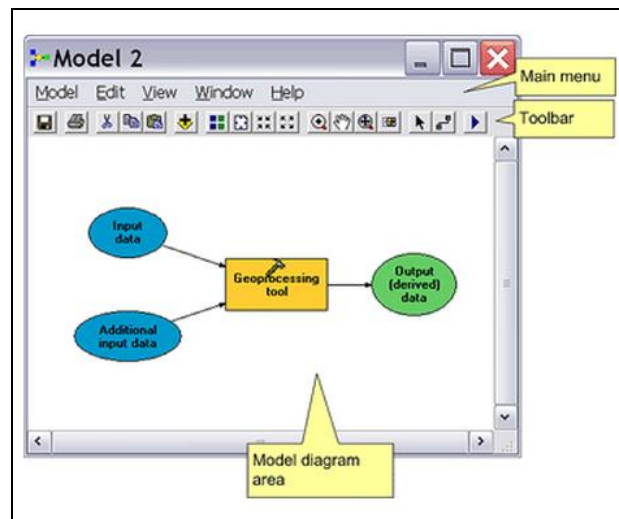 Model 2
Model Edit View Window Help
Main menu
Toolbar
Input
data
Geoprocessing
tool
Output
(derived)
data
Additional
input data
Model diagram
area